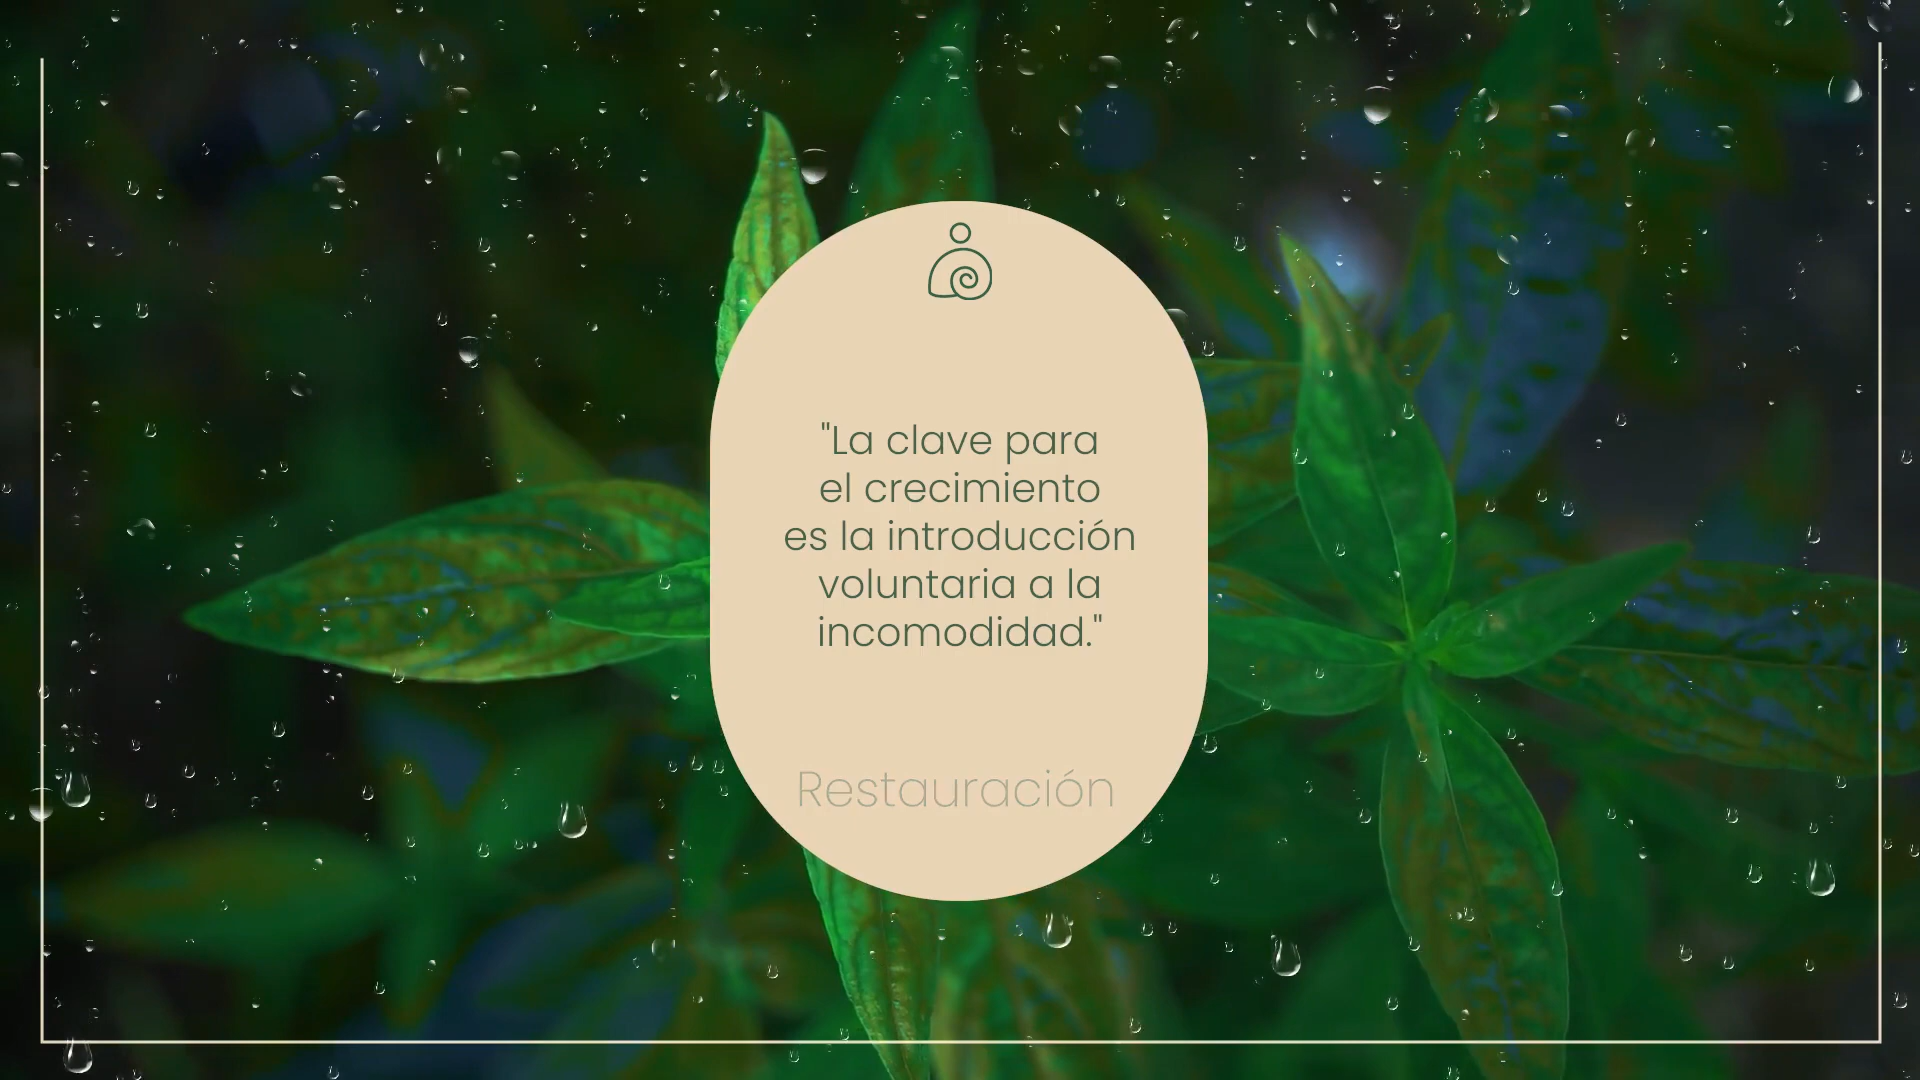 "La clave para
el crecimiento
es la introducción
voluntaria a la
incomodidad."
Restauración